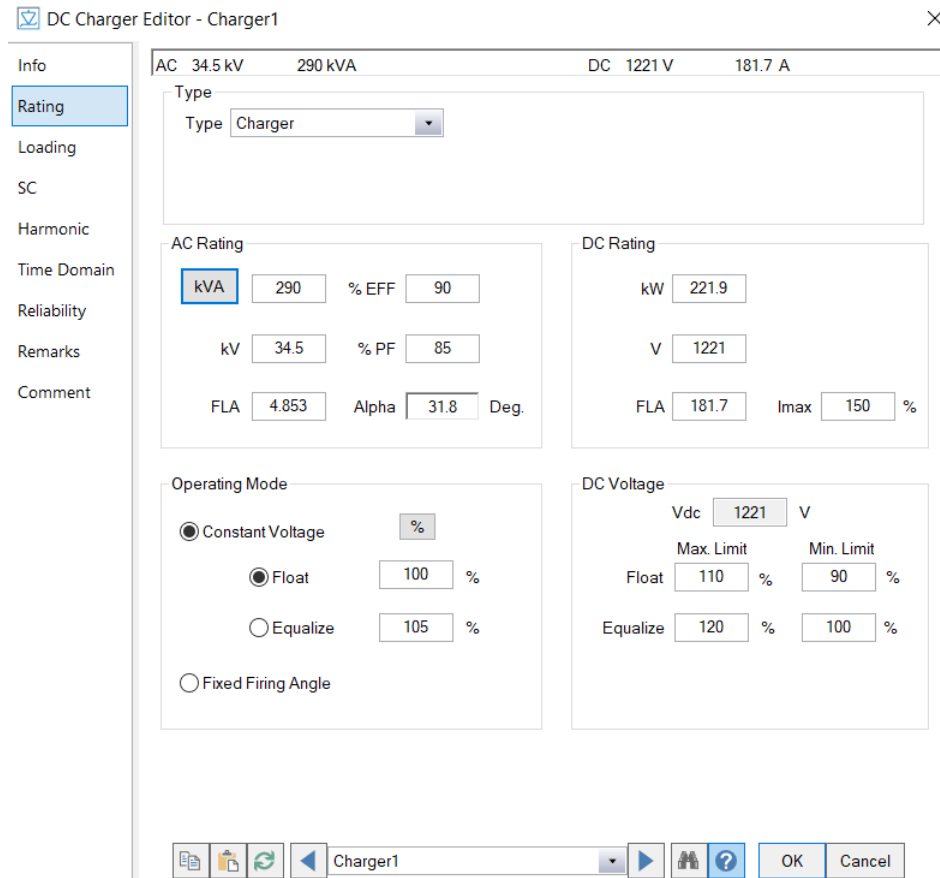 DC Charger Editor - Charger1
Info
Rating
Loading
SC
Harmonic
Time Domain
Reliability
Remarks
Comment
AC 34.5 kV 290 kVA DC 1221 V 181.7 A
Type
Type Charger
AC Rating
kVA 290 % EFF 90
kV 34.5 % PF 85
FLA 4.853 Alpha 31.8 Deg.
DC Rating
kW 221.9
V 1221
FLA 181.7 Imax 150 %
Operating Mode
Constant Voltage %
Float 100 %
Equalize 105 %
Fixed Firing Angle
DC Voltage
Vdc 1221 V
Max. Limit Min. Limit
Float 110 % 90 %
Equalize 120 % 100 %
Charger1 ? OK Cancel